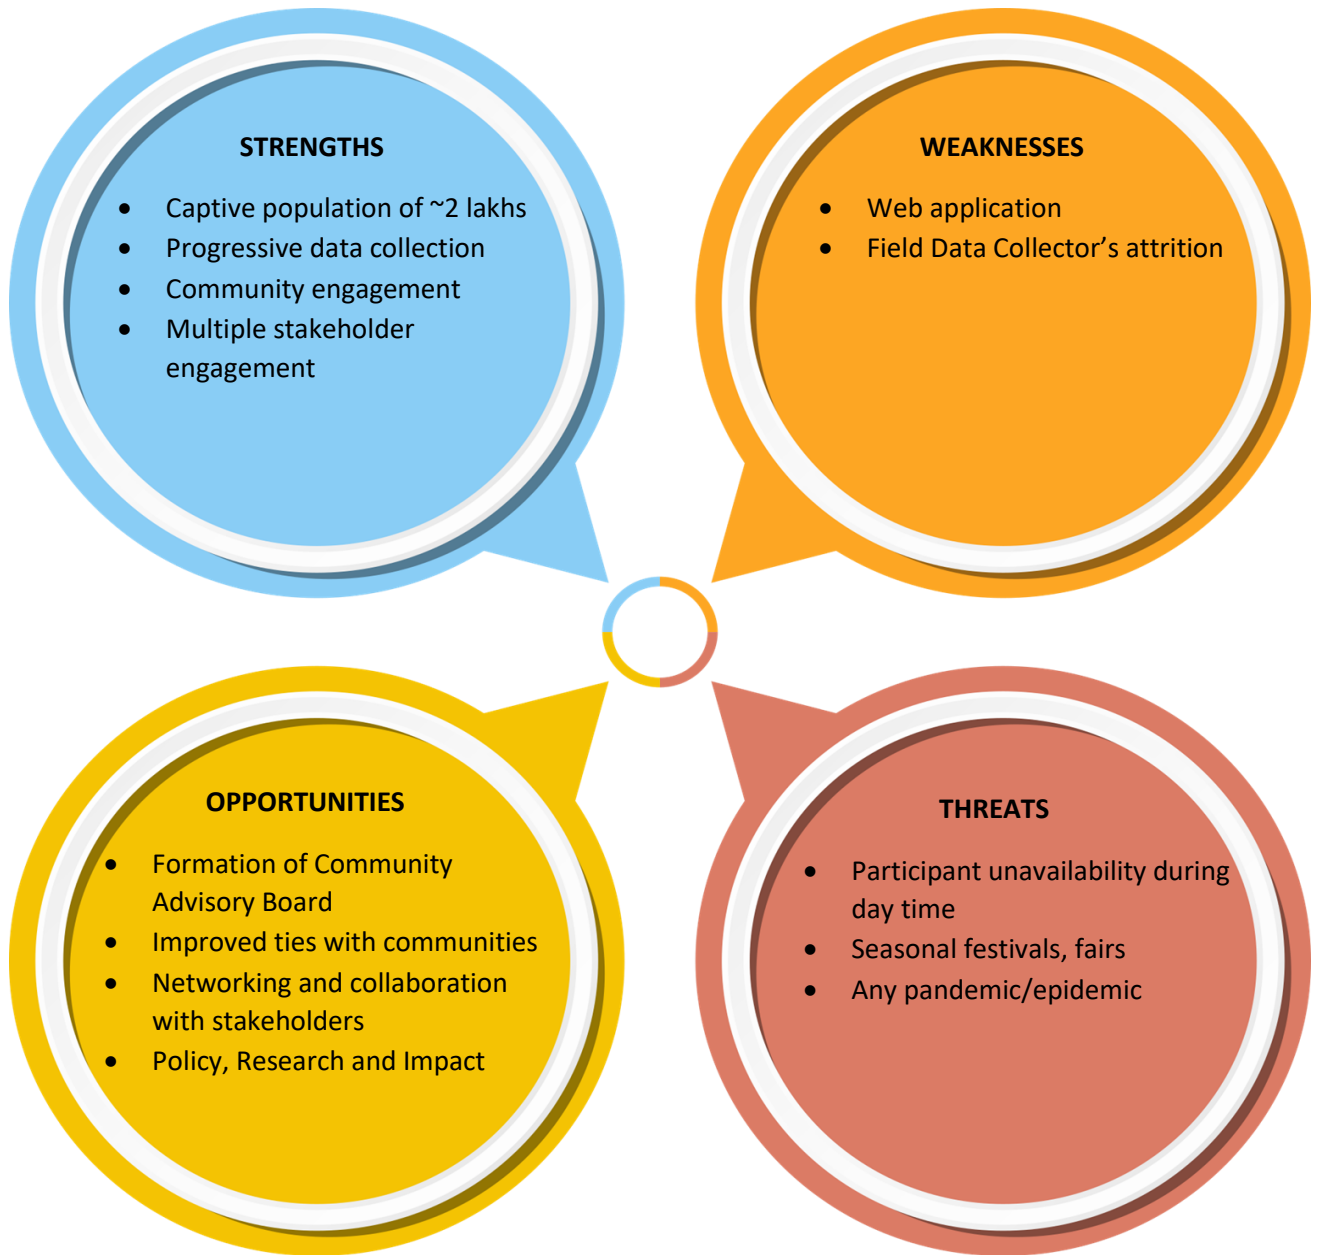 STRENGTHS
• Captive population of ~2 lakhs
• Progressive data collection
• Community engagement
• Multiple stakeholder
engagement
WEAKNESSES
• Web application
• Field Data Collector’s attrition
OPPORTUNITIES
• Formation of Community
Advisory Board
• Improved ties with communities
• Networking and collaboration
with stakeholders
• Policy, Research and Impact
THREATS
• Participant unavailability during
day time
• Seasonal festivals, fairs
• Any pandemic/epidemic